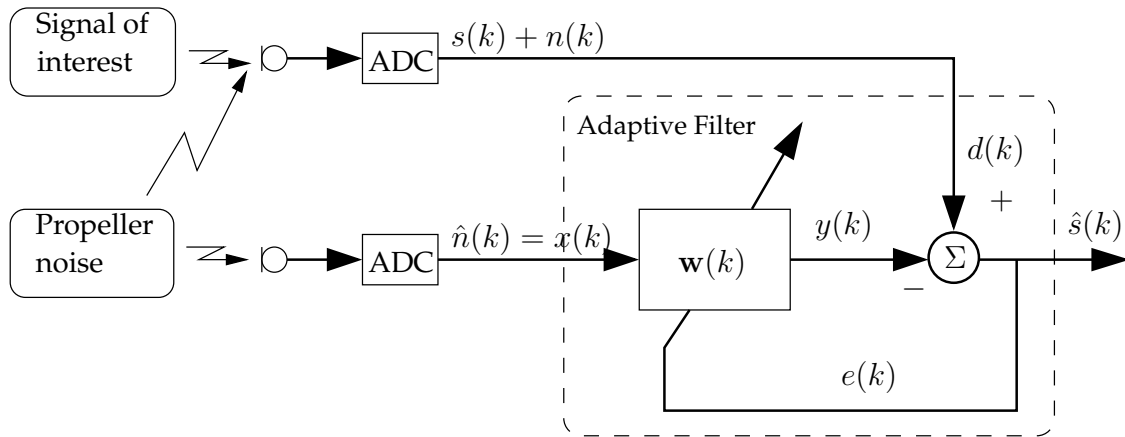 Signal of
interest
ADC
s(k) + n(k)
Adaptive Filter
d(k)
+
Propeller
noise
ADC
n̂(k) = x(k)
w(k)
y(k)
−
Σ
ŝ(k)
e(k)